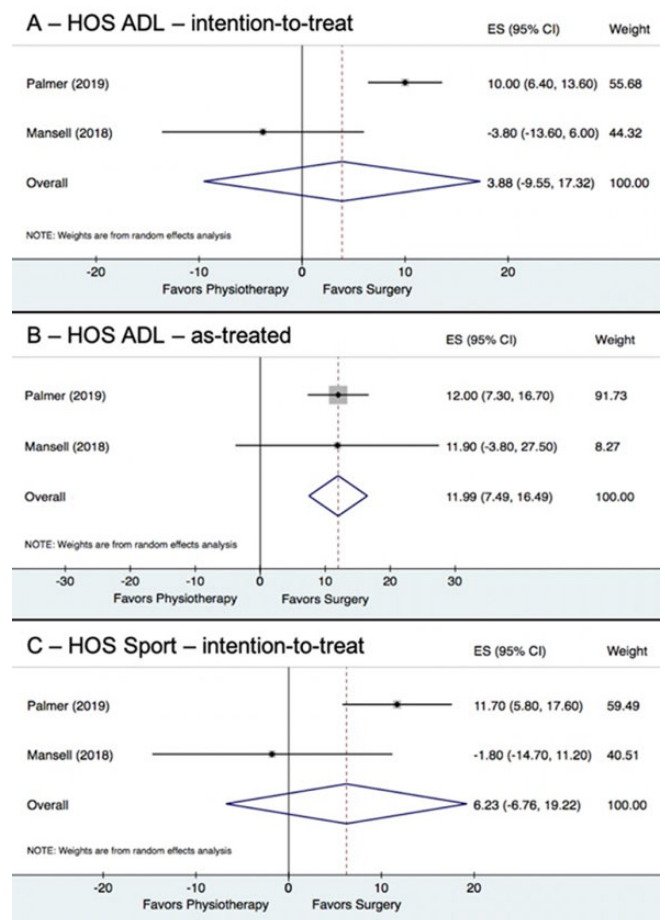 A – HOS ADL – intention-to-treat
ES (95% CI) Weight
Palmer (2019) 10.00 (6.40, 13.60) 55.68
Mansell (2018) -3.80 (-13.60, 6.00) 44.32
Overall 3.88 (-9.55, 17.32) 100.00
NOTE: Weights are from random effects analysis
-20 -10 0 10 20
Favors Physiotherapy Favors Surgery
B – HOS ADL – as-treated
ES (95% CI) Weight
Palmer (2019) 12.00 (7.30, 16.70) 91.73
Mansell (2018) 11.90 (-3.80, 27.50) 8.27
Overall 11.99 (7.49, 16.49) 100.00
NOTE: Weights are from random effects analysis
-30 -20 -10 0 10 20 30
Favors Physiotherapy Favors Surgery
C – HOS Sport – intention-to-treat
ES (95% CI) Weight
Palmer (2019) 11.70 (5.80, 17.60) 59.49
Mansell (2018) -1.80 (-14.70, 11.20) 40.51
Overall 6.23 (-6.76, 19.22) 100.00
NOTE: Weights are from random effects analysis
-20 -10 0 10 20
Favors Physiotherapy Favors Surgery